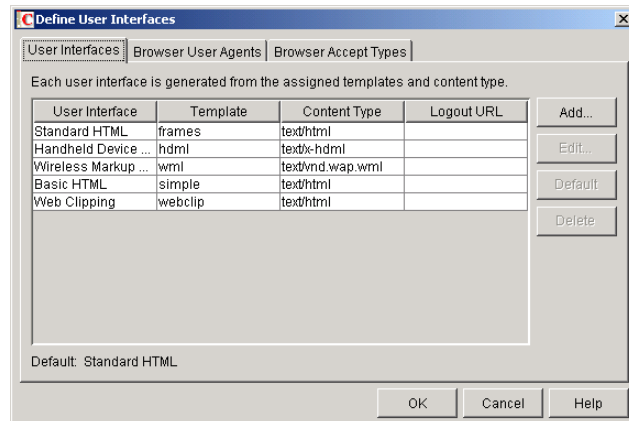 Define User Interfaces
User Interfaces Browser User Agents Browser Accept Types
Each user interface is generated from the assigned templates and content type.
User Interface Template Content Type Logout URL
Standard HTML frames text/html
Handheld Device ... hdml text/x-hdml
Wireless Markup ... wml text/vnd.wap.wml
Basic HTML simple text/html
Web Clipping webclip text/html
Add...
Edit...
Default
Delete
Default: Standard HTML
OK Cancel Help